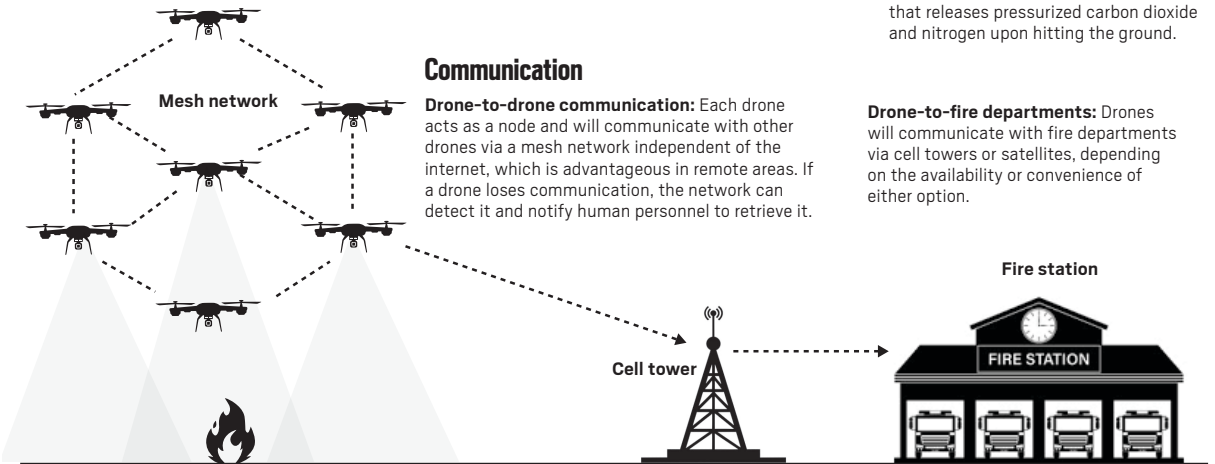 that releases pressurized carbon dioxide
and nitrogen upon hitting the ground.
Mesh network
Communication
Drone-to-drone communication: Each drone
acts as a node and will communicate with other
drones via a mesh network independent of the
internet, which is advantageous in remote areas. If
a drone loses communication, the network can
detect it and notify human personnel to retrieve it.
Drone-to-fire departments: Drones
will communicate with fire departments
via cell towers or satellites, depending
on the availability or convenience of
either option.
Fire station
Cell tower
FIRE STATION